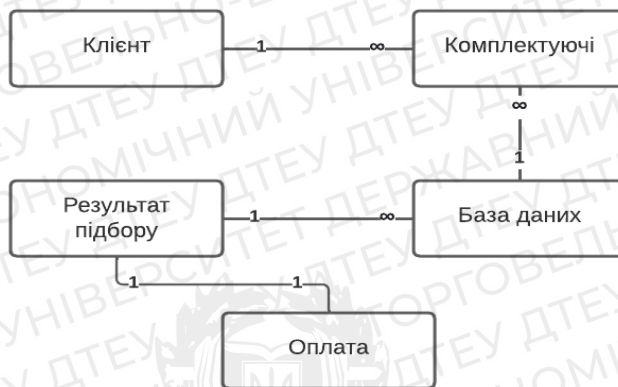 Клієнт
1
∞
Комплектуючі
∞
1
Результат
підбору
1
∞
База даних
1
1
Оплата